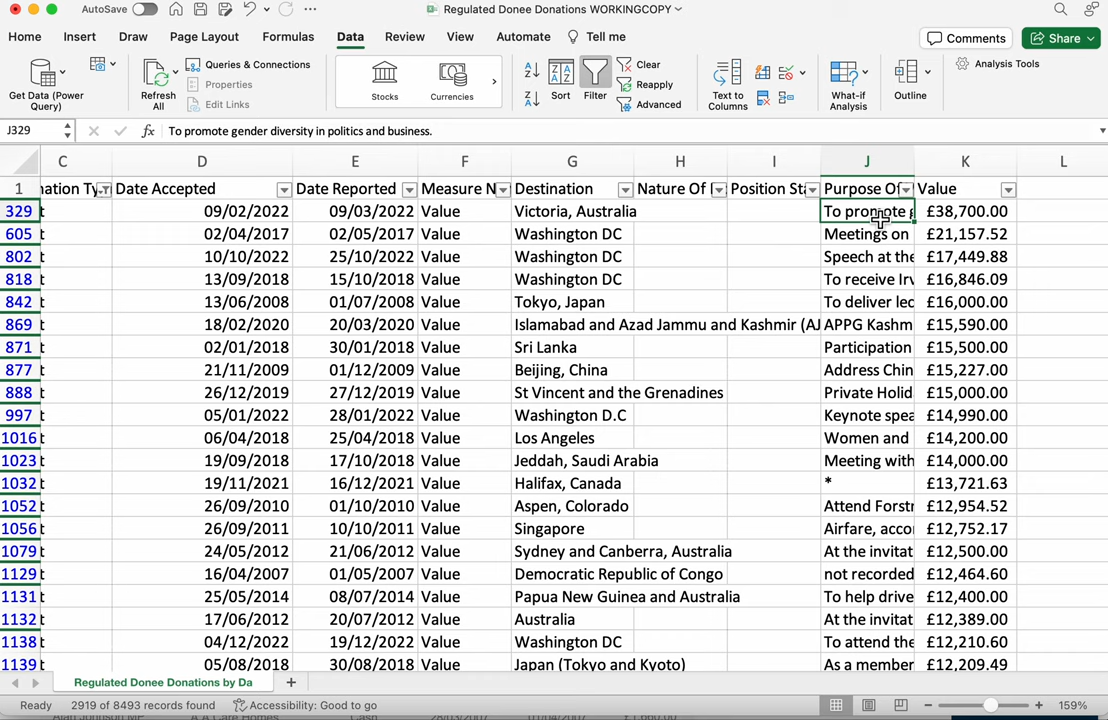 AutoSave
Regulated Donee Donations WORKINGCOPY
Home Insert Draw Page Layout Formulas Data Review View Automate Tell me Comments Share
Get Data (Power Query)
Refresh All
Queries & Connections
Properties
Edit Links
Stocks
Currencies
Sort
Filter
Clear
Reapply
Advanced
Text to Columns
What-if Analysis
Outline
Analysis Tools
J329 fx To promote gender diversity in politics and business.
C D E F G H I J K L
1 nation Ty Date Accepted Date Reported Measure N Destination Nature Of Position Sta Purpose Of Value
329 t 09/02/2022 09/03/2022 Value Victoria, Australia To promote g £38,700.00
605 t 02/04/2017 02/05/2017 Value Washington DC Meetings on £21,157.52
802 t 10/10/2022 25/10/2022 Value Washington DC Speech at the £17,449.88
818 t 13/09/2018 15/10/2018 Value Washington DC To receive Irv £16,846.09
842 t 13/06/2008 01/07/2008 Value Tokyo, Japan To deliver lec £16,000.00
869 t 18/02/2020 20/03/2020 Value Islamabad and Azad Jammu and Kashmir (AJ APPG Kashm £15,590.00
871 t 02/01/2018 30/01/2018 Value Sri Lanka Participation £15,500.00
877 t 21/11/2009 01/12/2009 Value Beijing, China Address Chin £15,227.00
888 t 26/12/2019 27/12/2019 Value St Vincent and the Grenadines Private Holid £15,000.00
997 t 05/01/2022 28/01/2022 Value Washington D.C Keynote spea £14,990.00
1016 t 06/04/2018 25/04/2018 Value Los Angeles Women and £14,200.00
1023 t 19/09/2018 17/10/2018 Value Jeddah, Saudi Arabia Meeting with £14,000.00
1032 t 19/11/2021 16/12/2021 Value Halifax, Canada * £13,721.63
1052 t 26/09/2010 01/10/2010 Value Aspen, Colorado Attend Forstr £12,954.52
1056 t 26/09/2011 10/10/2011 Value Singapore Airfare, acco £12,752.17
1079 t 24/05/2012 21/06/2012 Value Sydney and Canberra, Australia At the invitat £12,500.00
1129 t 16/04/2007 01/05/2007 Value Democratic Republic of Congo not recorded £12,464.60
1131 t 25/05/2014 08/07/2014 Value Papua New Guinea and Australia To help drive £12,400.00
1132 t 17/06/2012 20/07/2012 Value Australia At the invitat £12,389.00
1138 t 04/12/2022 19/12/2022 Value Washington DC To attend the £12,210.60
1139 t 05/08/2018 30/08/2018 Value Japan (Tokyo and Kyoto) As a member £12,209.49
Regulated Donee Donations by Da
Ready 2919 of 8493 records found Accessibility: Good to go 159%